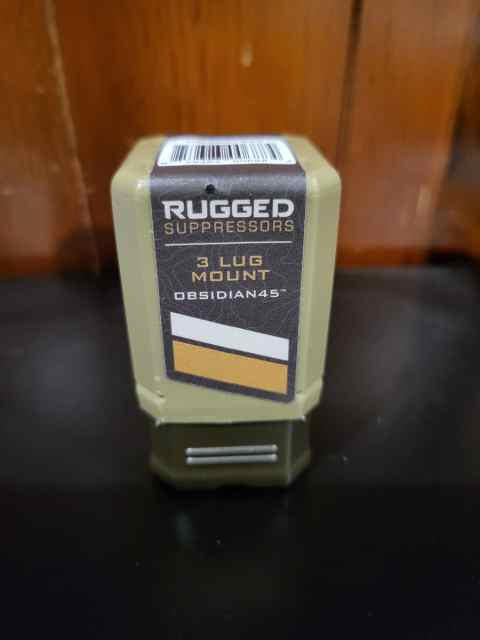 RUGGED
SUPPRESSORS
3 LUG
MOUNT
OBSIDIAN45™